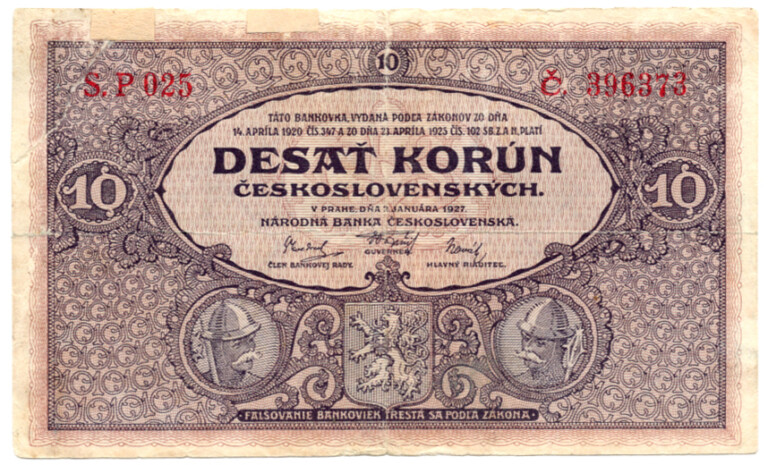 10
S. P 025
Č. 396373
TÁTO BANKOVKA, VYDANÁ PODĽA ZÁKONOV ZO DŇA
14. APRÍLA 1920 ČÍS. 347 A ZO DŇA 23. APRÍLA 1925 ČÍS. 102 SB. Z. A N., PLATÍ
DESAŤ KORÚN
ČESKOSLOVENSKÝCH.
10
10
V PRAHE, DŇA 2. JANUÁRA 1927.
NÁRODNÁ BANKA ČESKOSLOVENSKÁ.
ČLEN BANKOVEJ RADY.
GUVERNÉR
HLAVNÝ RIADITEĽ.
· FALŠOVANIE BANKOVIEK TRESTÁ SA PODĽA ZÁKONA ·